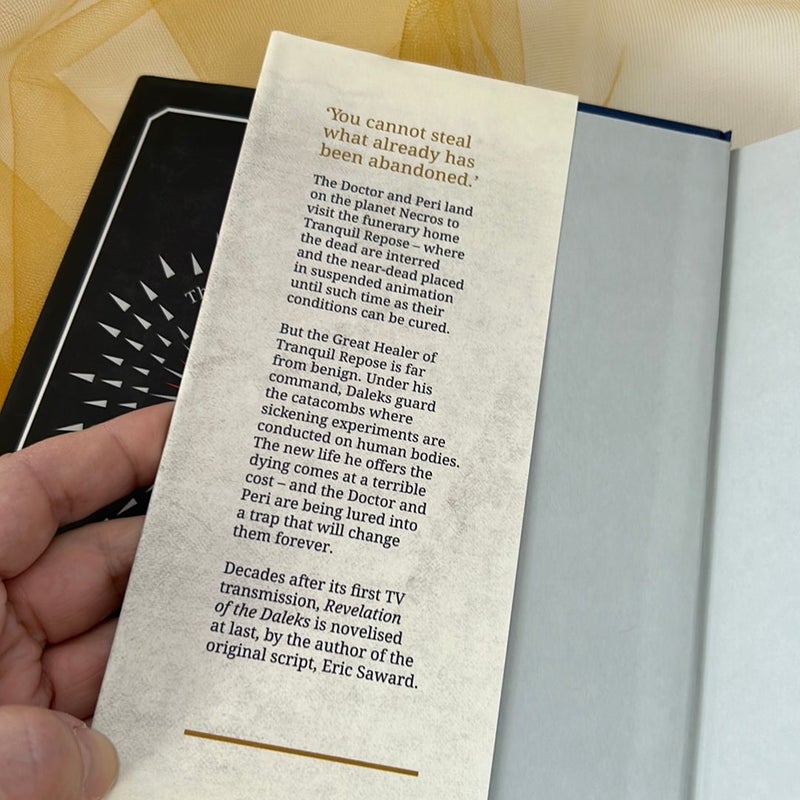 ‘You cannot steal
what already has
been abandoned.’
The Doctor and Peri land
on the planet Necros to
visit the funerary home
Tranquil Repose – where
the dead are interred
and the near-dead placed
in suspended animation
until such time as their
conditions can be cured.
But the Great Healer of
Tranquil Repose is far
from benign. Under his
command, Daleks guard
the catacombs where
sickening experiments are
conducted on human bodies.
The new life he offers the
dying comes at a terrible
cost – and the Doctor and
Peri are being lured into
a trap that will change
them forever.
Decades after its first TV
transmission, Revelation
of the Daleks is novelised
at last, by the author of the
original script, Eric Saward.